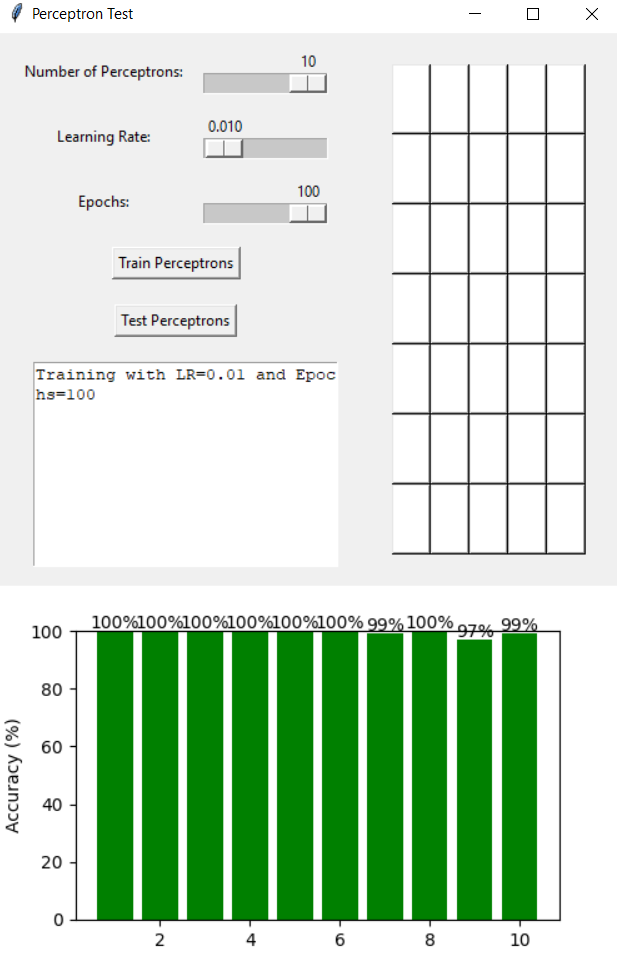 Perceptron Test
Number of Perceptrons:
10
Learning Rate:
0.010
Epochs:
100
Train Perceptrons
Test Perceptrons
Training with LR=0.01 and Epoc
hs=100
100% 100% 100% 100% 100% 100% 99% 100% 97% 99%
100
80
60
40
20
0
Accuracy (%)
2 4 6 8 10